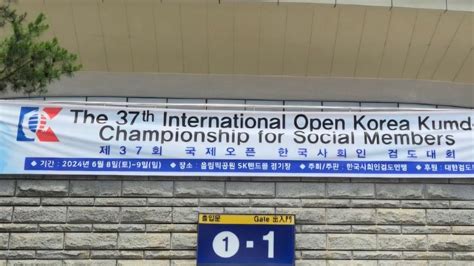 The 37th International Open Korea Kumd
Championship for Social Members
제37회 국제오픈 한국사회인 검도대회
• 기간 : 2024년 6월 8일(토)~9일(일) • 장소 : 올림픽공원 SK핸드볼 경기장 • 주최/주관 : 한국사회인검도연맹 • 후원 : 대한검도
출입문 Gate 出入門
1 - 1